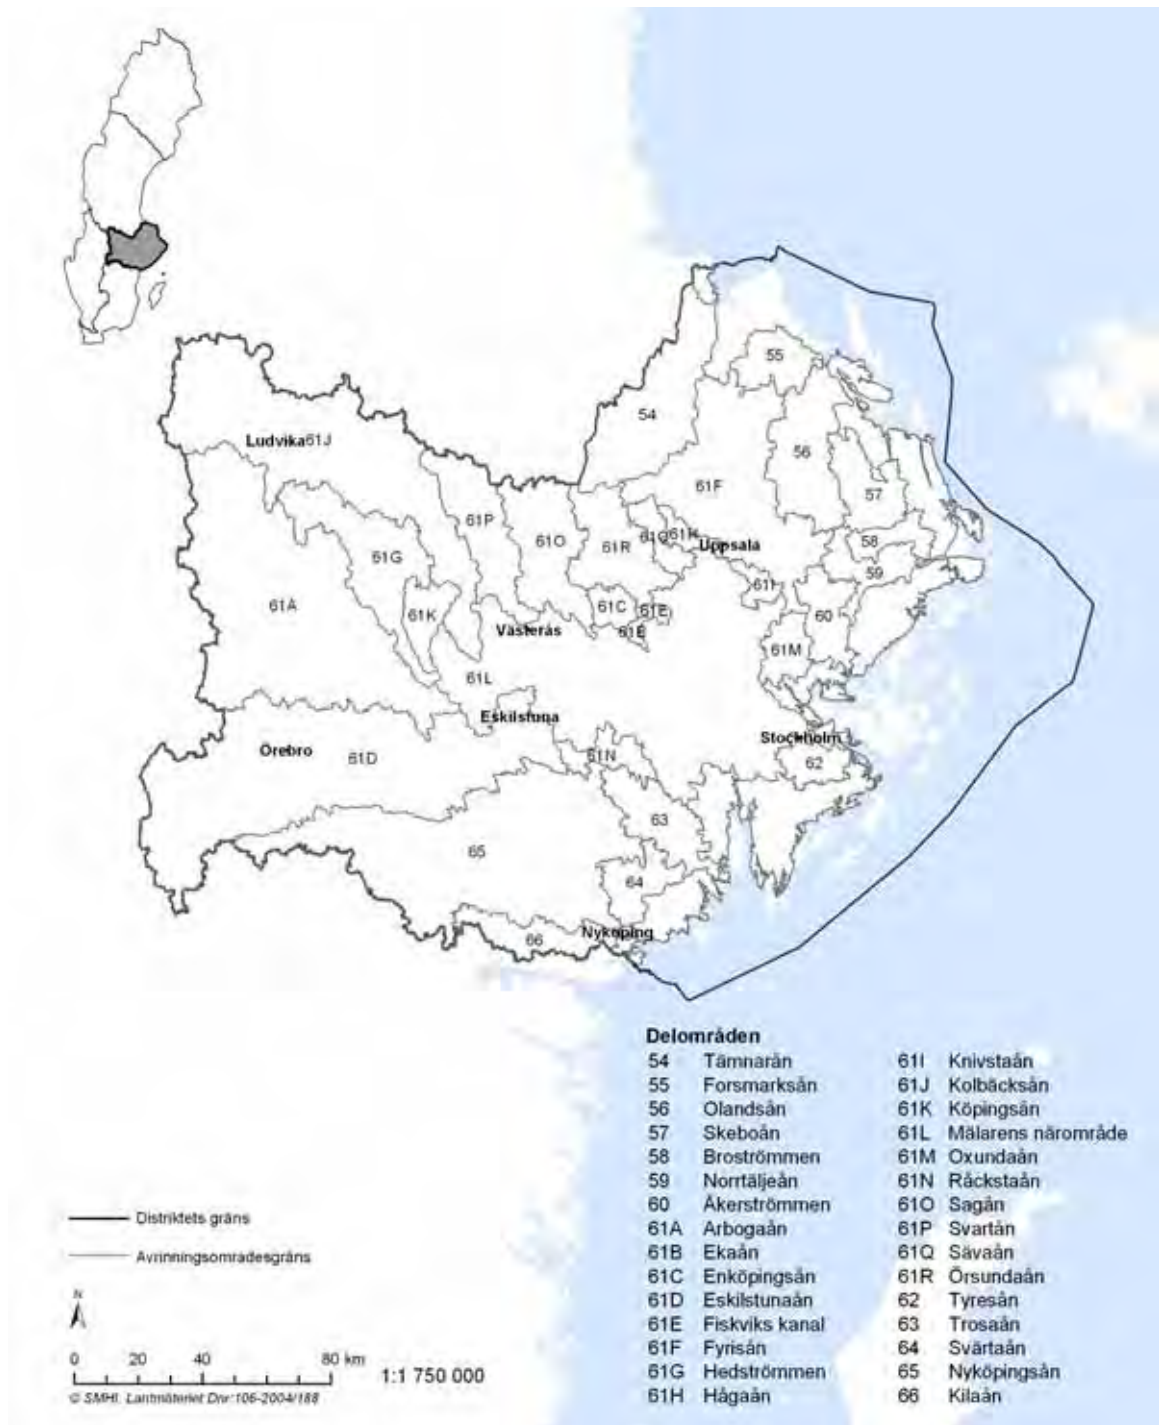 55
54
Ludvika 61J
56
61F
57
61P
61O
61R
61Q
61H
Uppsala
58
61G
59
61I
61A
61K
61C
61E
60
Västerås
61E
61M
61L
Eskilstuna
Stockholm
Örebro
61D
61N
62
63
65
64
66
Nyköping
Delområden
54 Tämnarån
55 Forsmarksån
56 Olandsån
57 Skeboån
58 Broströmmen
59 Norrtäljeån
60 Åkerströmmen
61A Arbogaån
61B Ekaån
61C Enköpingsån
61D Eskilstunaån
61E Fiskviks kanal
61F Fyrisån
61G Hedströmmen
61H Hågaån
61I Knivstaån
61J Kolbäcksån
61K Köpingsån
61L Mälarens närområde
61M Oxundaån
61N Råckstaån
61O Sagån
61P Svartån
61Q Sävaån
61R Örsundaån
62 Tyresån
63 Trosaån
64 Svärtaån
65 Nyköpingsån
66 Kilaån
Distriktets gräns
Avrinningsområdesgräns
N
0 20 40 80 km
1:1 750 000
© SMHI. Lantmäteriet Dnr:106-2004/188